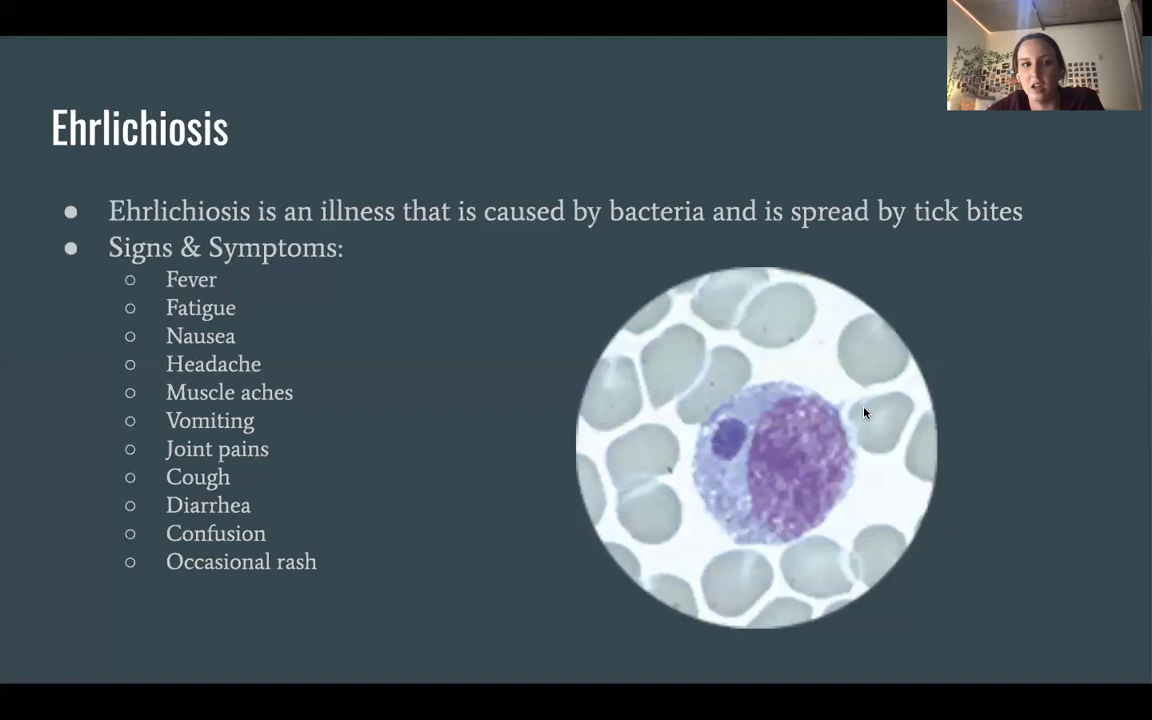 Ehrlichiosis
● Ehrlichiosis is an illness that is caused by bacteria and is spread by tick bites
● Signs & Symptoms:
○ Fever
○ Fatigue
○ Nausea
○ Headache
○ Muscle aches
○ Vomiting
○ Joint pains
○ Cough
○ Diarrhea
○ Confusion
○ Occasional rash